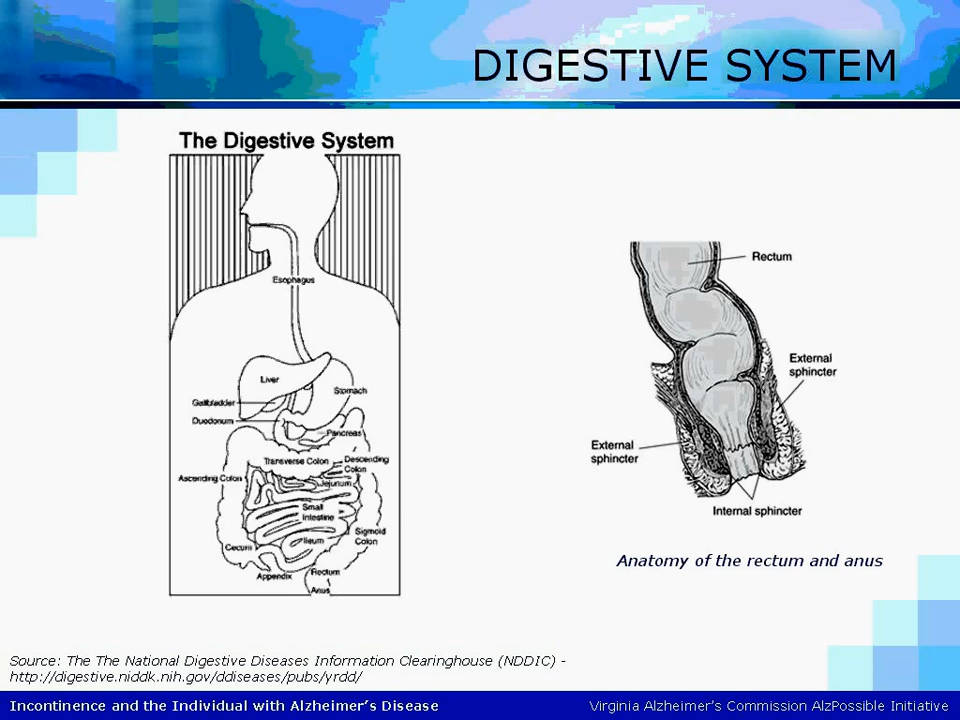 DIGESTIVE SYSTEM
The Digestive System
Esophagus
Liver
Stomach
Gallbladder
Duodenum
Pancreas
Transverse Colon
Descending
Colon
Ascending Colon
Jejunum
Small
Intestine
Sigmoid
Colon
Ileum
Cecum
Appendix
Rectum
Anus
Rectum
External
sphincter
External
sphincter
Internal sphincter
Anatomy of the rectum and anus
Source: The The National Digestive Diseases Information Clearinghouse (NDDIC) -
http://digestive.niddk.nih.gov/ddiseases/pubs/yrdd/
Incontinence and the Individual with Alzheimer's Disease
Virginia Alzheimer's Commission AlzPossible Initiative